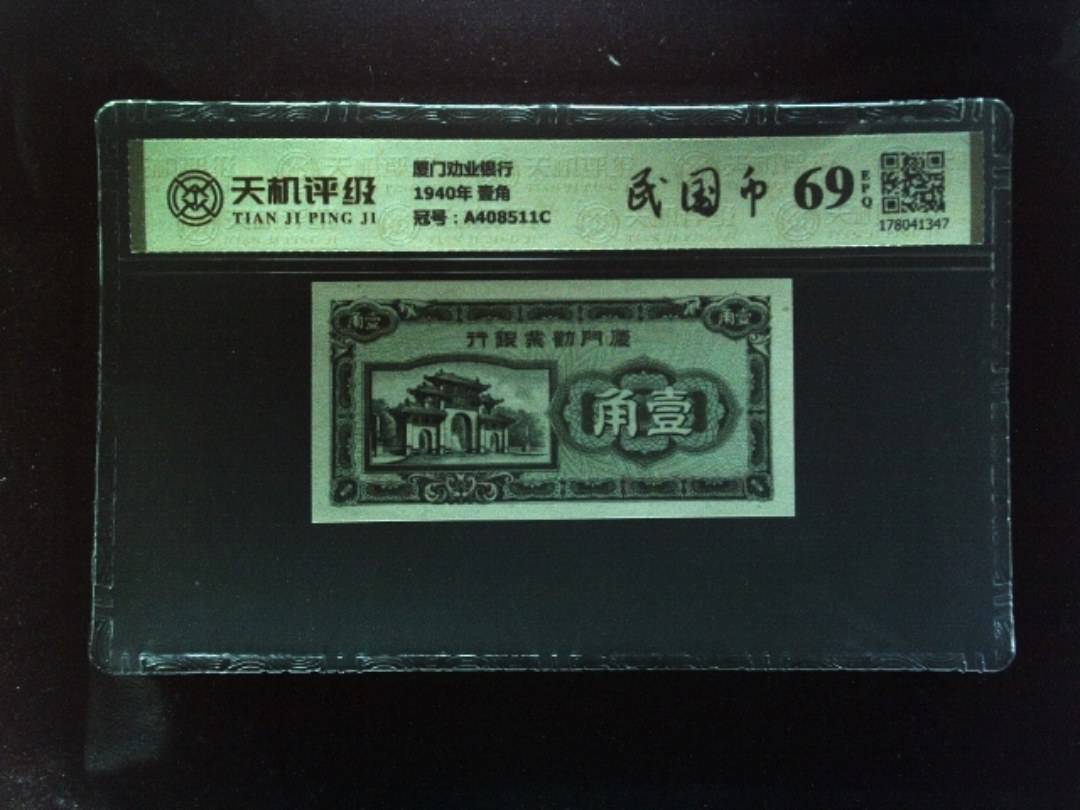 天机评级
TIAN JI PING JI
厦门劝业银行
1940年 壹角
冠号：A408511C
民国币
69
EPQ
178041347
角壹
角壹
行銀業勸門廈
角壹